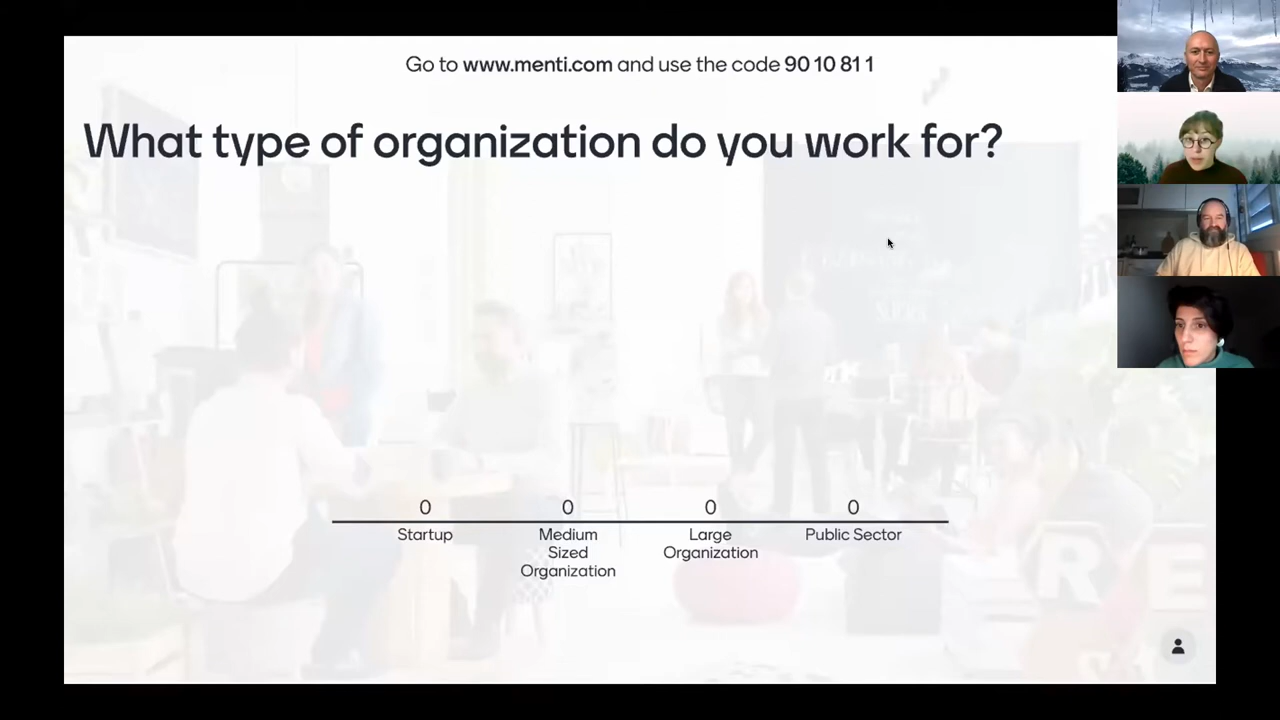 Go to www.menti.com and use the code 90 10 81 1
What type of organization do you work for?
0
0
0
0
Startup
Medium
Sized
Organization
Large
Organization
Public Sector
RE